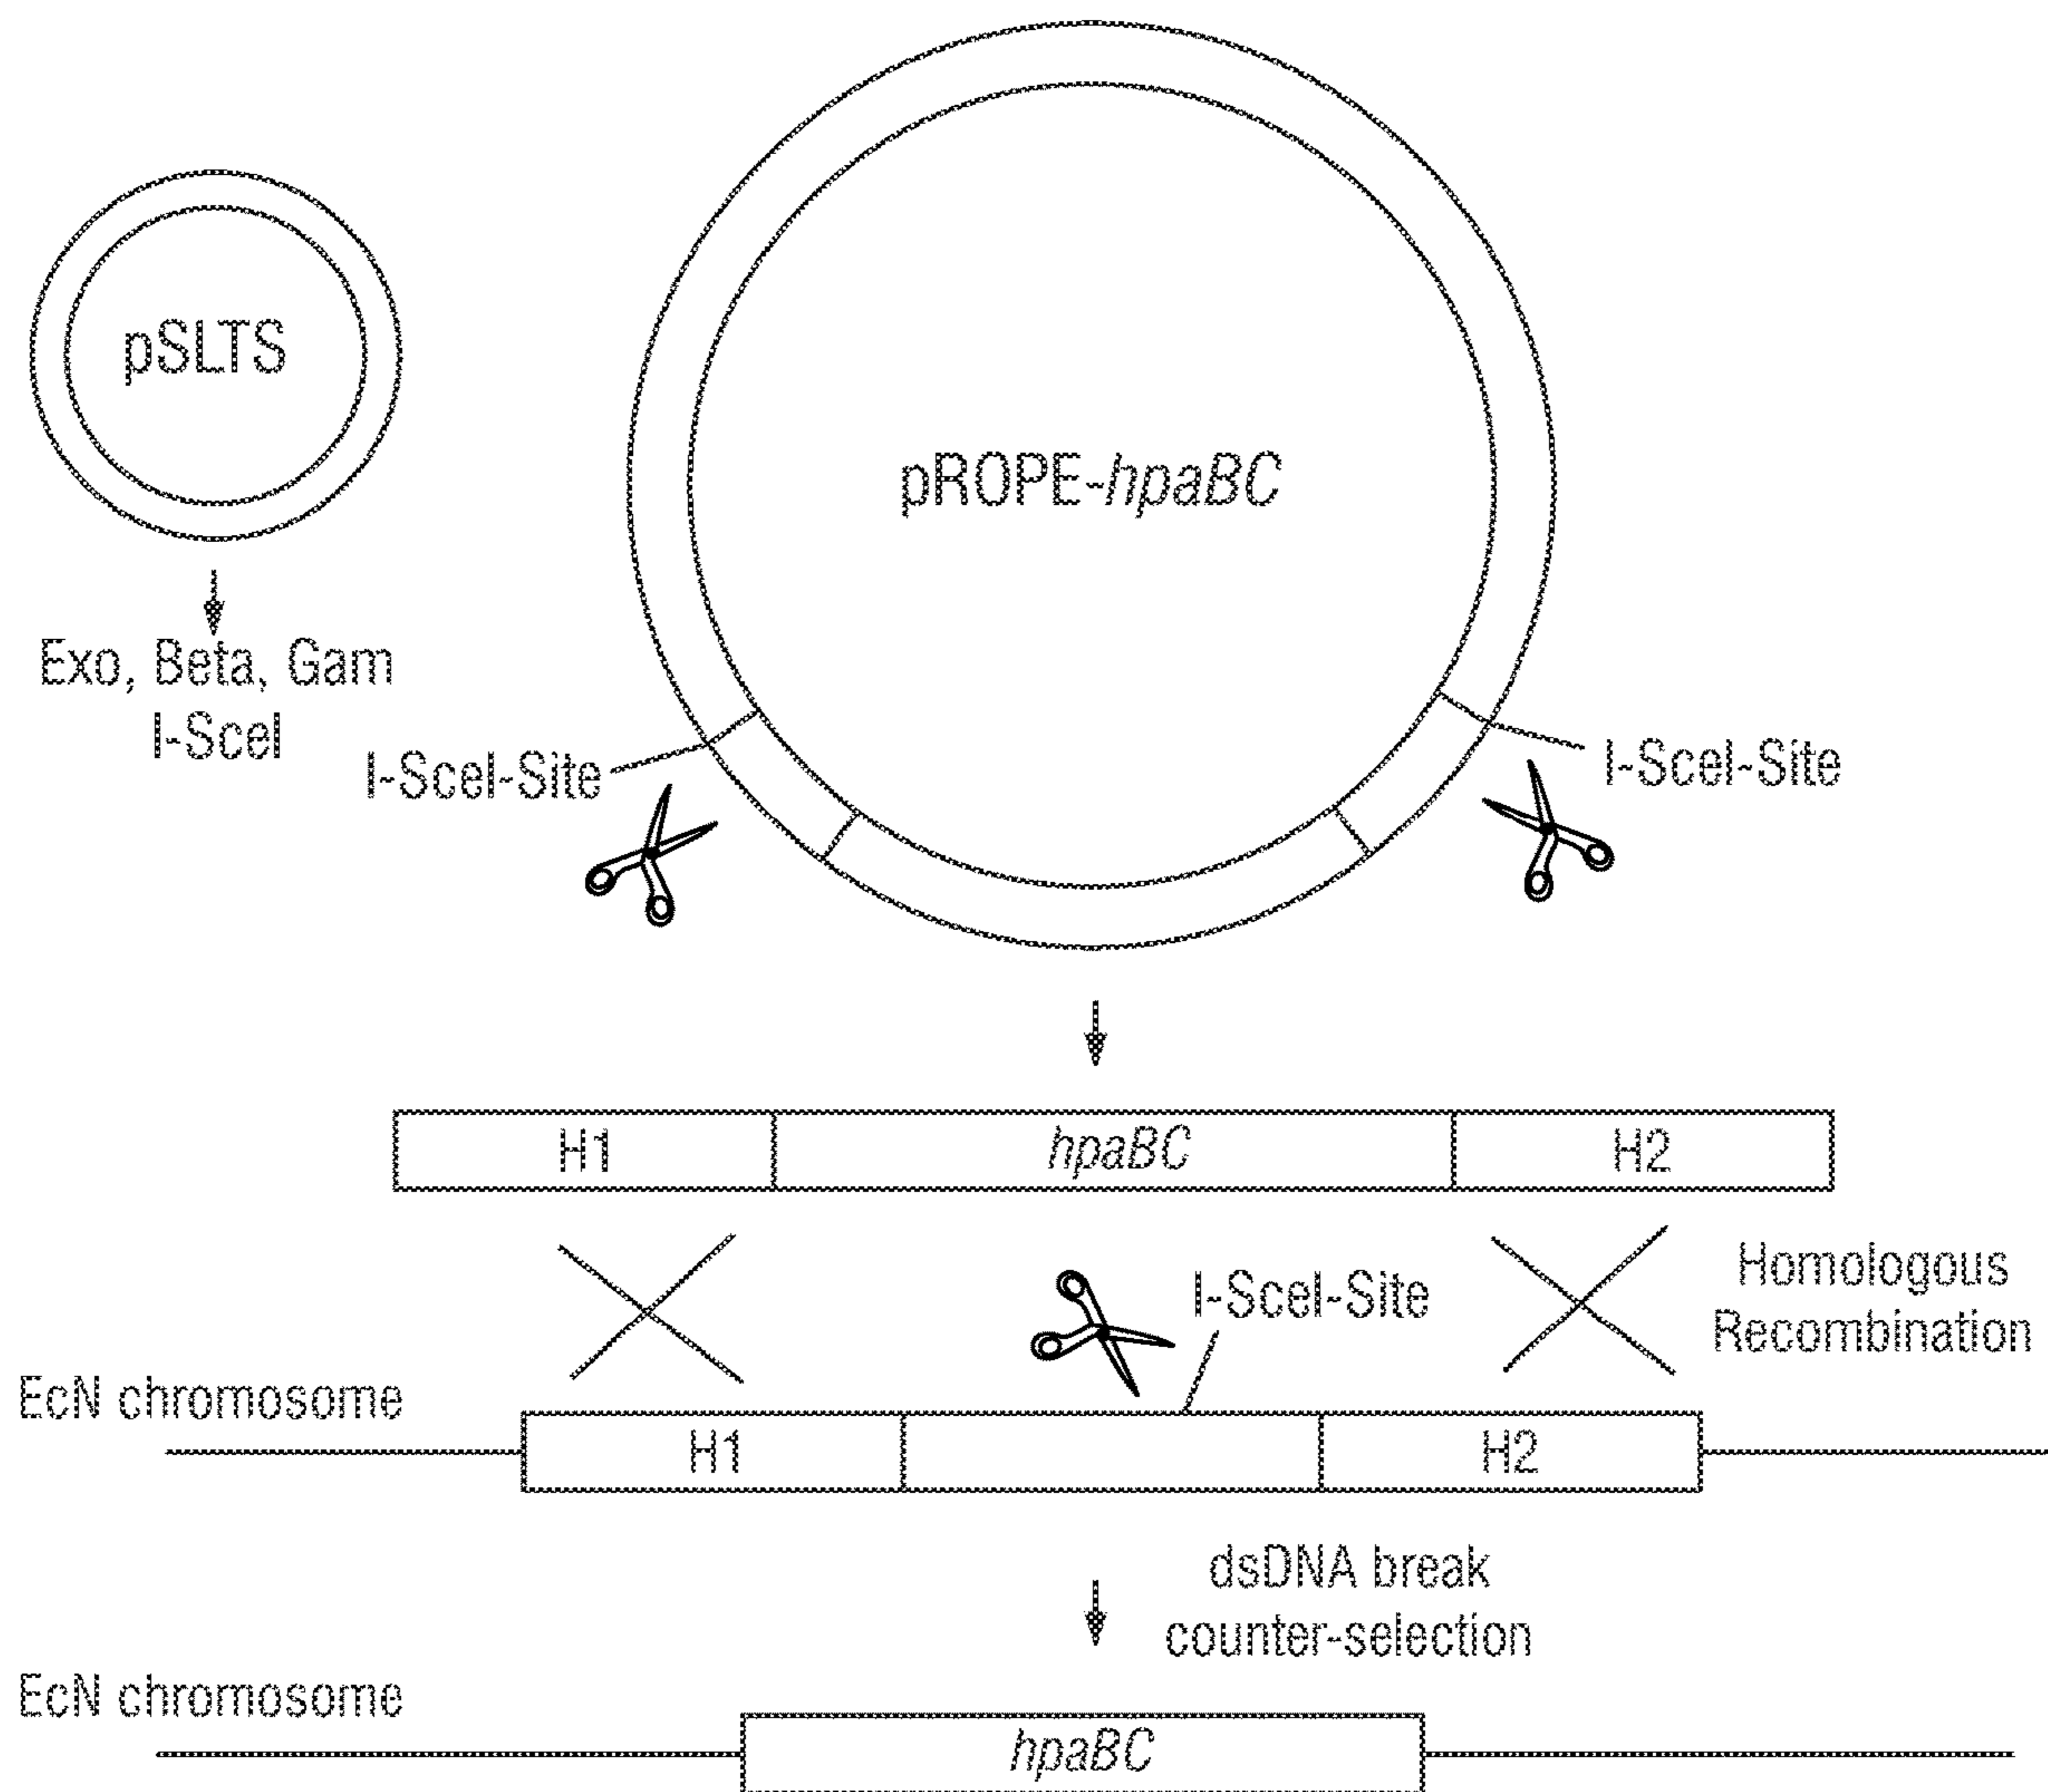 pSLTS
Exo, Beta, Gam
I-SceI
pROPE-hpaBC
I-SceI-Site
I-SceI-Site
H1
hpaBC
H2
Homologous
Recombination
I-SceI-Site
EcN chromosome
H1
H2
dsDNA break
counter-selection
EcN chromosome
hpaBC